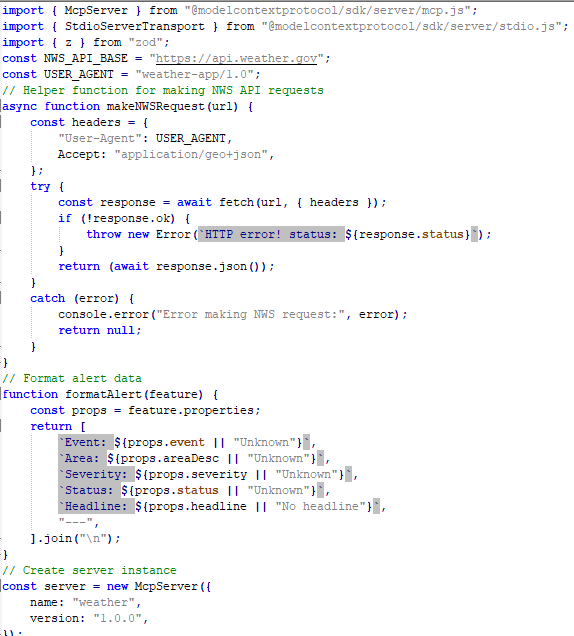 import { McpServer } from "@modelcontextprotocol/sdk/server/mcp.js";
import { StdioServerTransport } from "@modelcontextprotocol/sdk/server/stdio.js";
import { z } from "zod";
const NWS_API_BASE = "https://api.weather.gov";
const USER_AGENT = "weather-app/1.0";
// Helper function for making NWS API requests
async function makeNWSRequest(url) {
    const headers = {
        "User-Agent": USER_AGENT,
        Accept: "application/geo+json",
    };
    try {
        const response = await fetch(url, { headers });
        if (!response.ok) {
            throw new Error(`HTTP error! status: ${response.status}`);
        }
        return (await response.json());
    }
    catch (error) {
        console.error("Error making NWS request:", error);
        return null;
    }
}
// Format alert data
function formatAlert(feature) {
    const props = feature.properties;
    return [
        `Event: ${props.event || "Unknown"}`,
        `Area: ${props.areaDesc || "Unknown"}`,
        `Severity: ${props.severity || "Unknown"}`,
        `Status: ${props.status || "Unknown"}`,
        `Headline: ${props.headline || "No headline"}`,
        "---",
    ].join("\n");
}
// Create server instance
const server = new McpServer({
    name: "weather",
    version: "1.0.0",
});